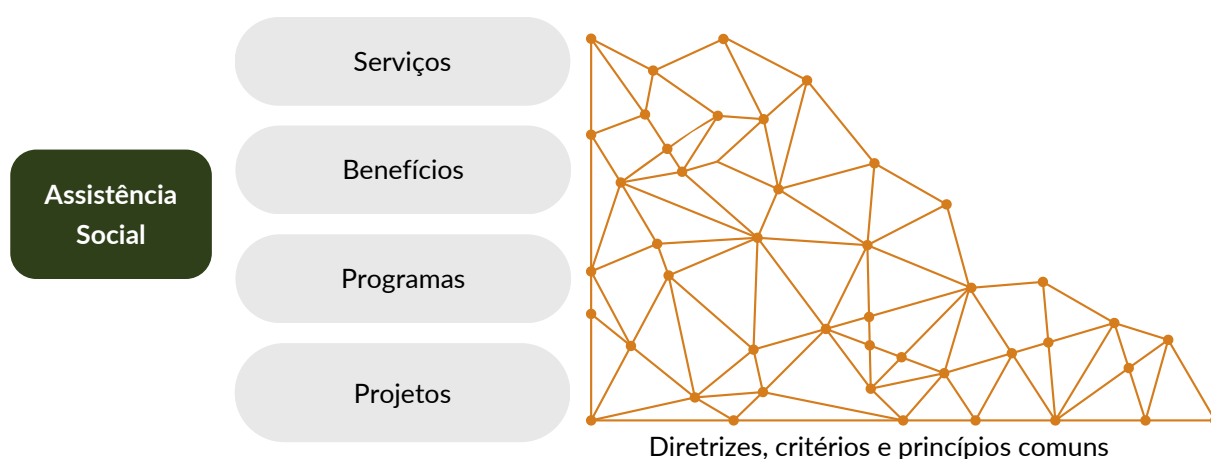 Assistência
Social
Serviços
Benefícios
Programas
Projetos
Diretrizes, critérios e princípios comuns